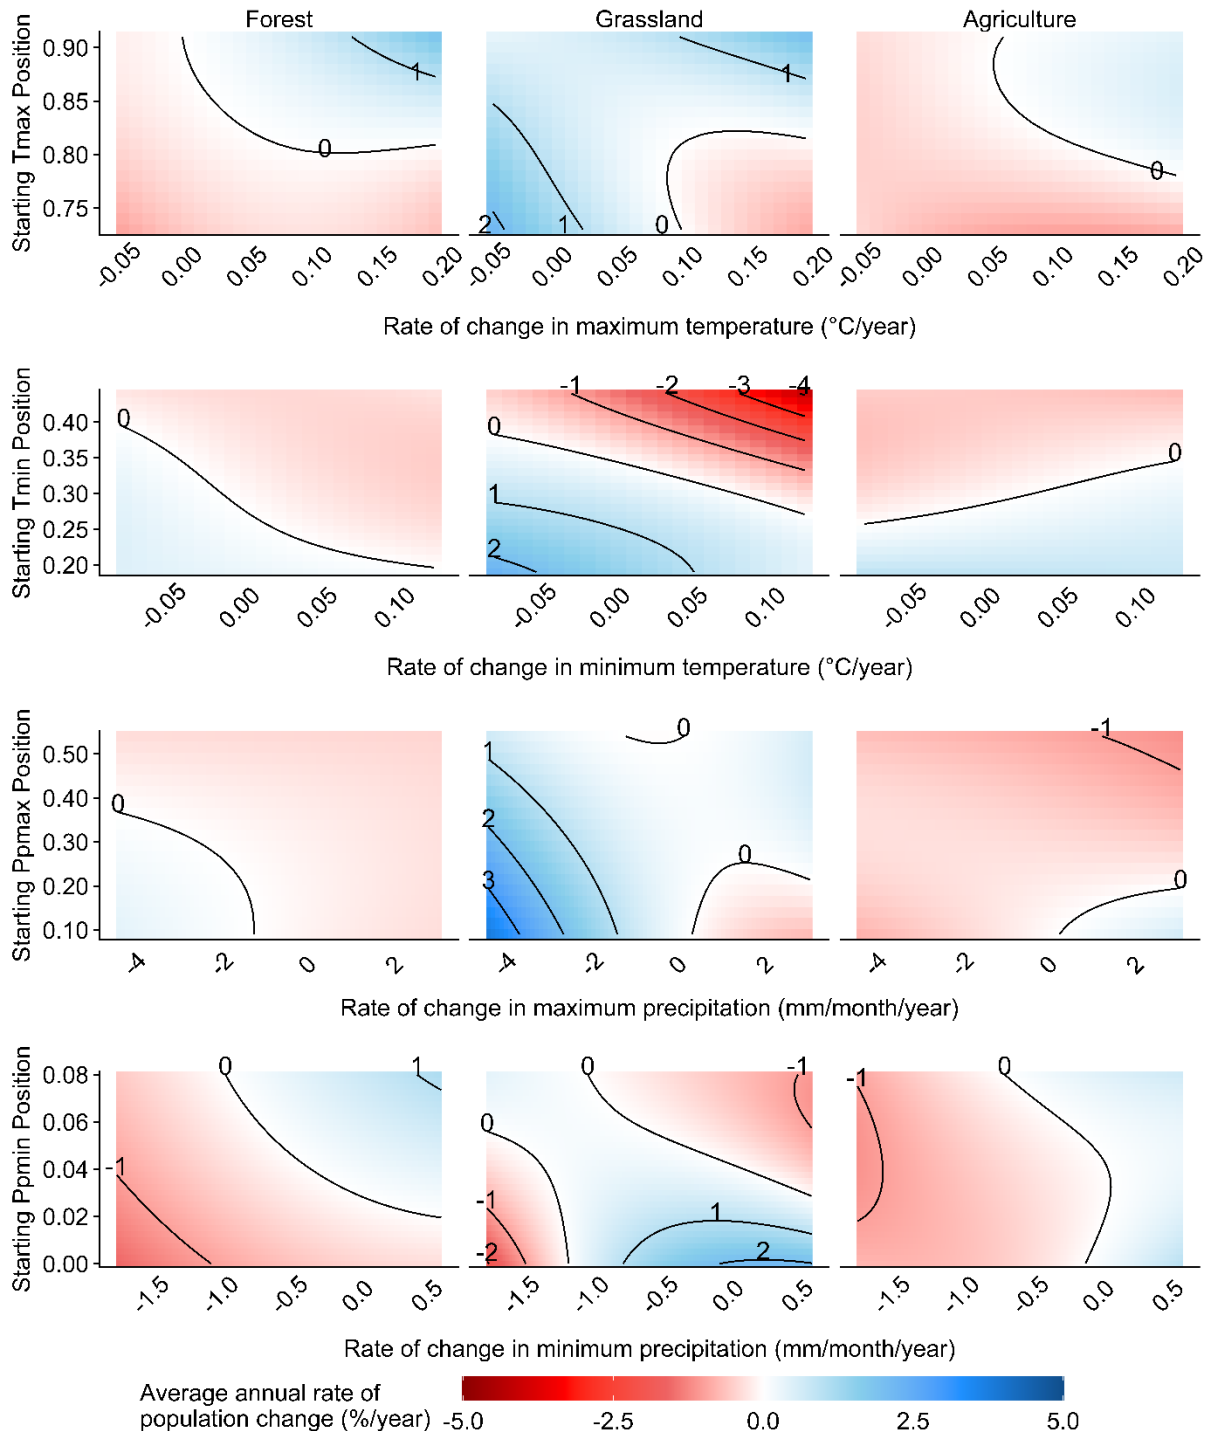 Forest Grassland Agriculture
Starting Tmax Position
0.90
0.85
0.80
0.75
1
0
1
2
1
0
0
-0.05 0.00 0.05 0.10 0.15 0.20
-0.05 0.00 0.05 0.10 0.15 0.20
-0.05 0.00 0.05 0.10 0.15 0.20
Rate of change in maximum temperature (°C/year)
Starting Tmin Position
0.40
0.35
0.30
0.25
0.20
0
-1 -2 -3 -4
0
1
2
0
-0.05 0.00 0.05 0.10
-0.05 0.00 0.05 0.10
-0.05 0.00 0.05 0.10
Rate of change in minimum temperature (°C/year)
Starting Ppmax Position
0.50
0.40
0.30
0.20
0.10
0
0
1
2
3
0
-1
0
-4 -2 0 2
-4 -2 0 2
-4 -2 0 2
Rate of change in maximum precipitation (mm/month/year)
Starting Ppmin Position
0.08
0.06
0.04
0.02
0.00
0 1
-1
0 -1
0
-1
-2
1
2
-1 0
-1.5 -1.0 -0.5 0.0 0.5
-1.5 -1.0 -0.5 0.0 0.5
-1.5 -1.0 -0.5 0.0 0.5
Rate of change in minimum precipitation (mm/month/year)
Average annual rate of
population change (%/year)
-5.0 -2.5 0.0 2.5 5.0